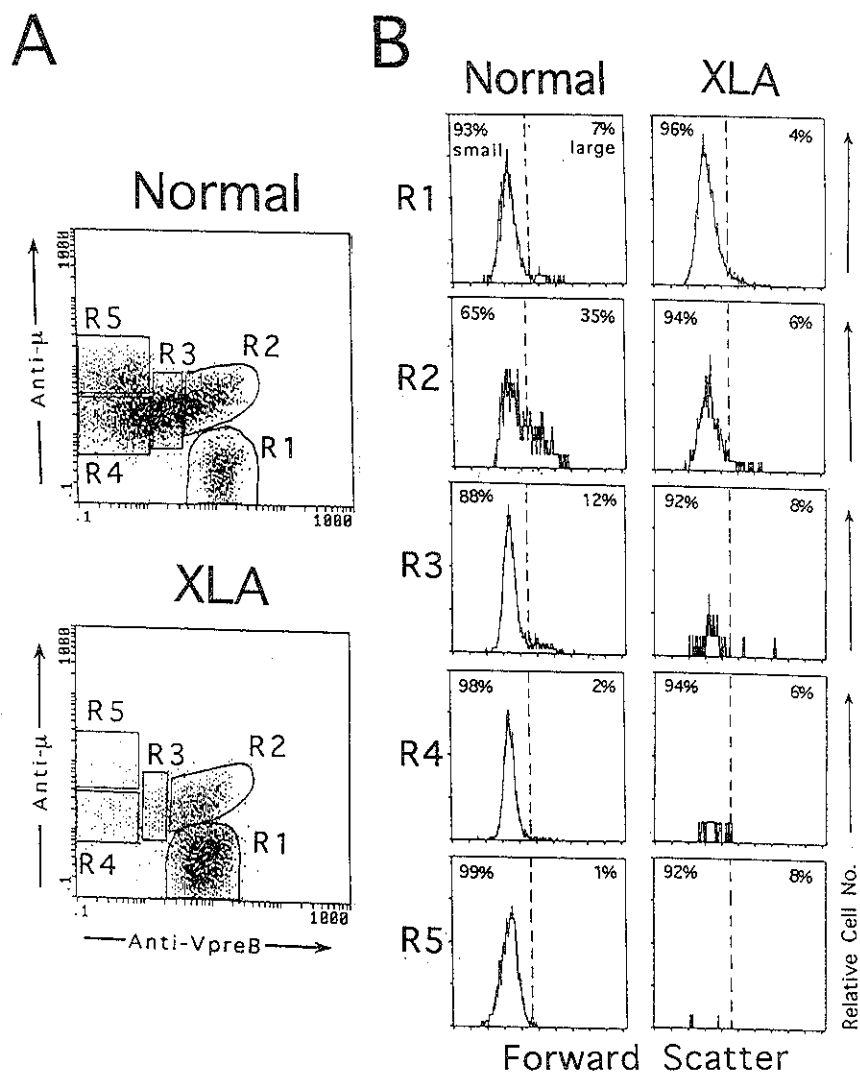 A
Normal
1000
Anti-μ
R5
R3
R2
R1
R4
.1
.1
1000
XLA
1000
Anti-μ
R5
R3
R2
R1
R4
.1
.1
1000
Anti-VpreB
B
Normal
XLA
R1
93%
small
7%
large
96%
4%
R2
65%
35%
94%
6%
R3
88%
12%
92%
8%
R4
98%
2%
94%
6%
R5
99%
1%
92%
8%
Relative Cell No.
Forward Scatter